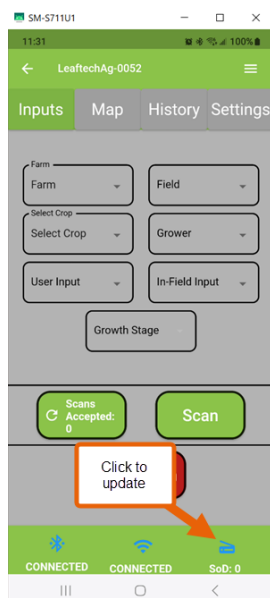 SM-S711U1
11:31
100%
LeaftechAg-0052
Inputs Map History Settings
Farm
Farm
Field
Select Crop
Select Crop
Grower
User Input
In-Field Input
Growth Stage
Scans
Accepted:
0
Scan
Click to
update
CONNECTED CONNECTED SoD: 0